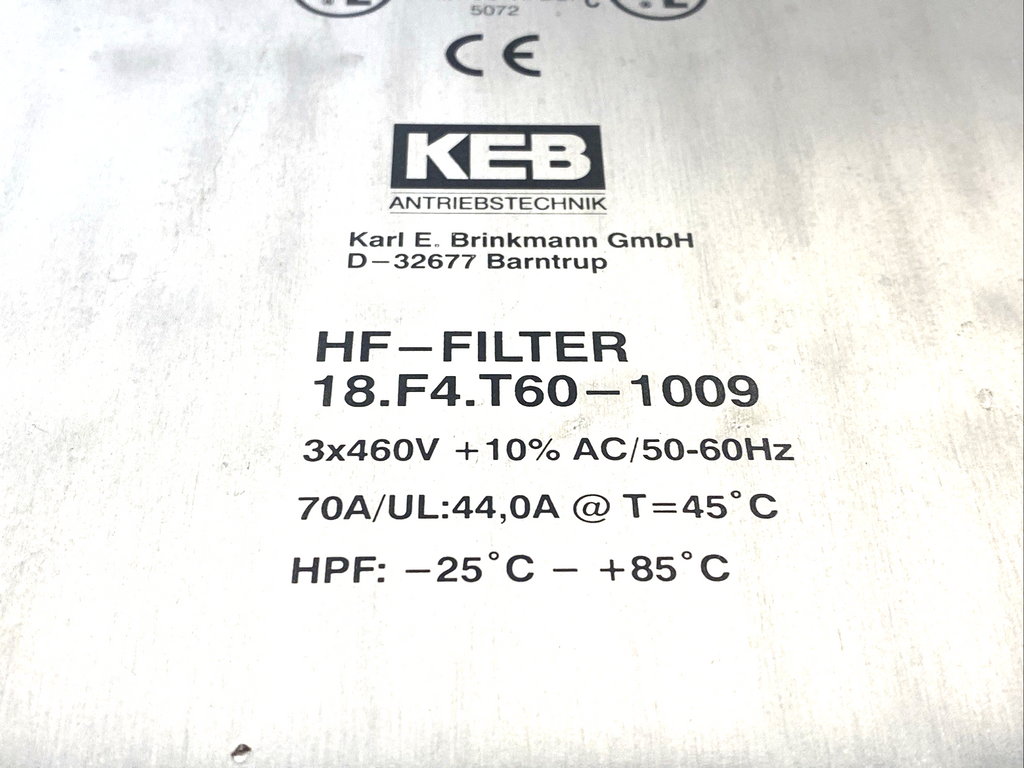 5072
C
CE
KEB
ANTRIEBSTECHNIK
Karl E. Brinkmann GmbH
D-32677 Barntrup
HF-FILTER
18.F4.T60-1009
3x460V +10% AC/50-60Hz
70A/UL:44,0A @ T=45°C
HPF: -25°C - +85°C